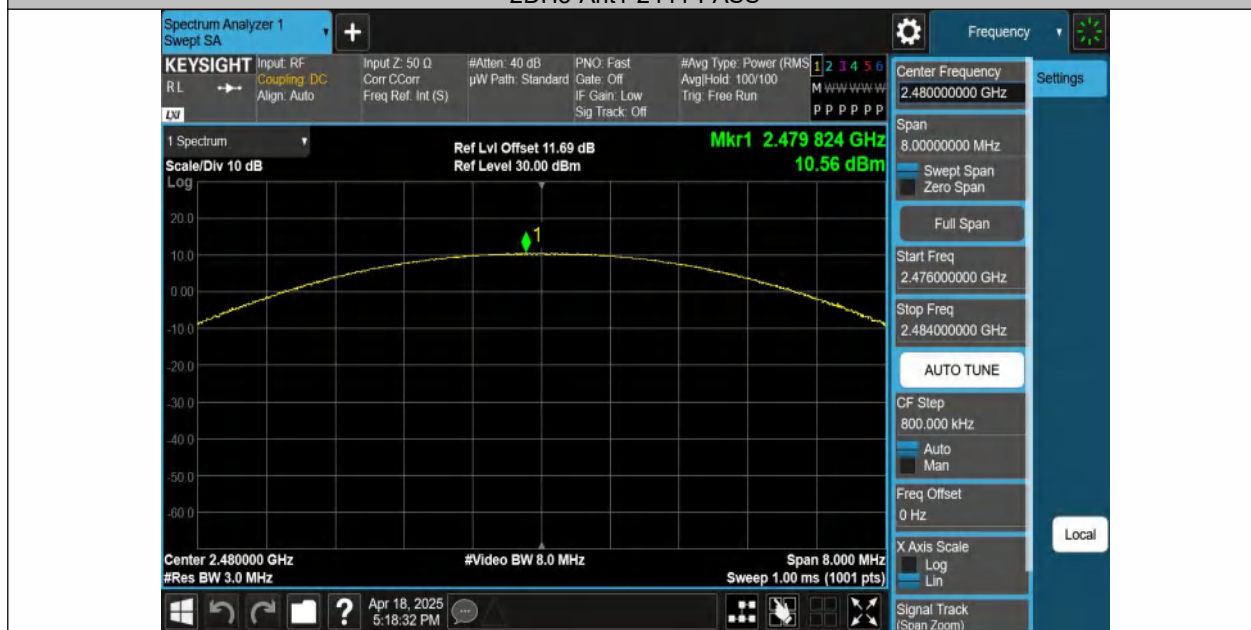 Spectrum Analyzer 1
Swept SA
+
Frequency
KEYSIGHT
RL
LXI
Input: RF
Coupling: DC
Align: Auto
Input Z: 50 Ω
Corr CCorr
Freq Ref: Int (S)
#Atten: 40 dB
µW Path: Standard
PNO: Fast
Gate: Off
IF Gain: Low
Sig Track: Off
#Avg Type: Power (RMS
Avg|Hold: 100/100
Trig: Free Run
1 2 3 4 5 6
M W W W W W
P P P P P P
1 Spectrum
Scale/Div 10 dB
Log
Ref Lvl Offset 11.69 dB
Ref Level 30.00 dBm
Mkr1 2.479 824 GHz
10.56 dBm
1
20.0
10.0
0.00
-10.0
-20.0
-30.0
-40.0
-50.0
-60.0
Center 2.480000 GHz
#Res BW 3.0 MHz
#Video BW 8.0 MHz
Span 8.000 MHz
Sweep 1.00 ms (1001 pts)
Center Frequency
2.480000000 GHz
Settings
Span
8.00000000 MHz
Swept Span
Zero Span
Full Span
Start Freq
2.476000000 GHz
Stop Freq
2.484000000 GHz
AUTO TUNE
CF Step
800.000 kHz
Auto
Man
Freq Offset
0 Hz
X Axis Scale
Log
Lin
Local
Signal Track
(Span Zoom)
?
Apr 18, 2025
5:18:32 PM